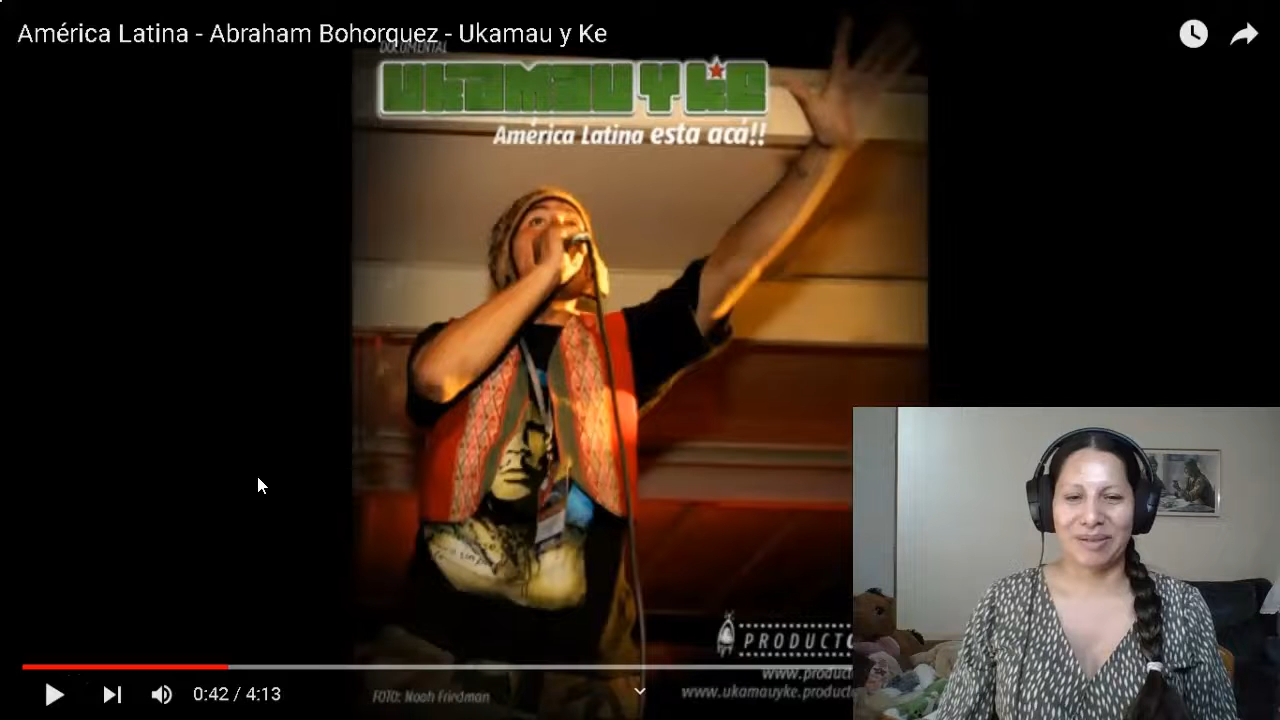 América Latina - Abraham Bohorquez - Ukamau y Ke
DOCUMENTAL
UKAMAU Y KE
América Latina esta acá!!
PRODUCTO
www.product
www.ukamauyke.product
0:42 / 4:13
FOTO: Noah Friedman